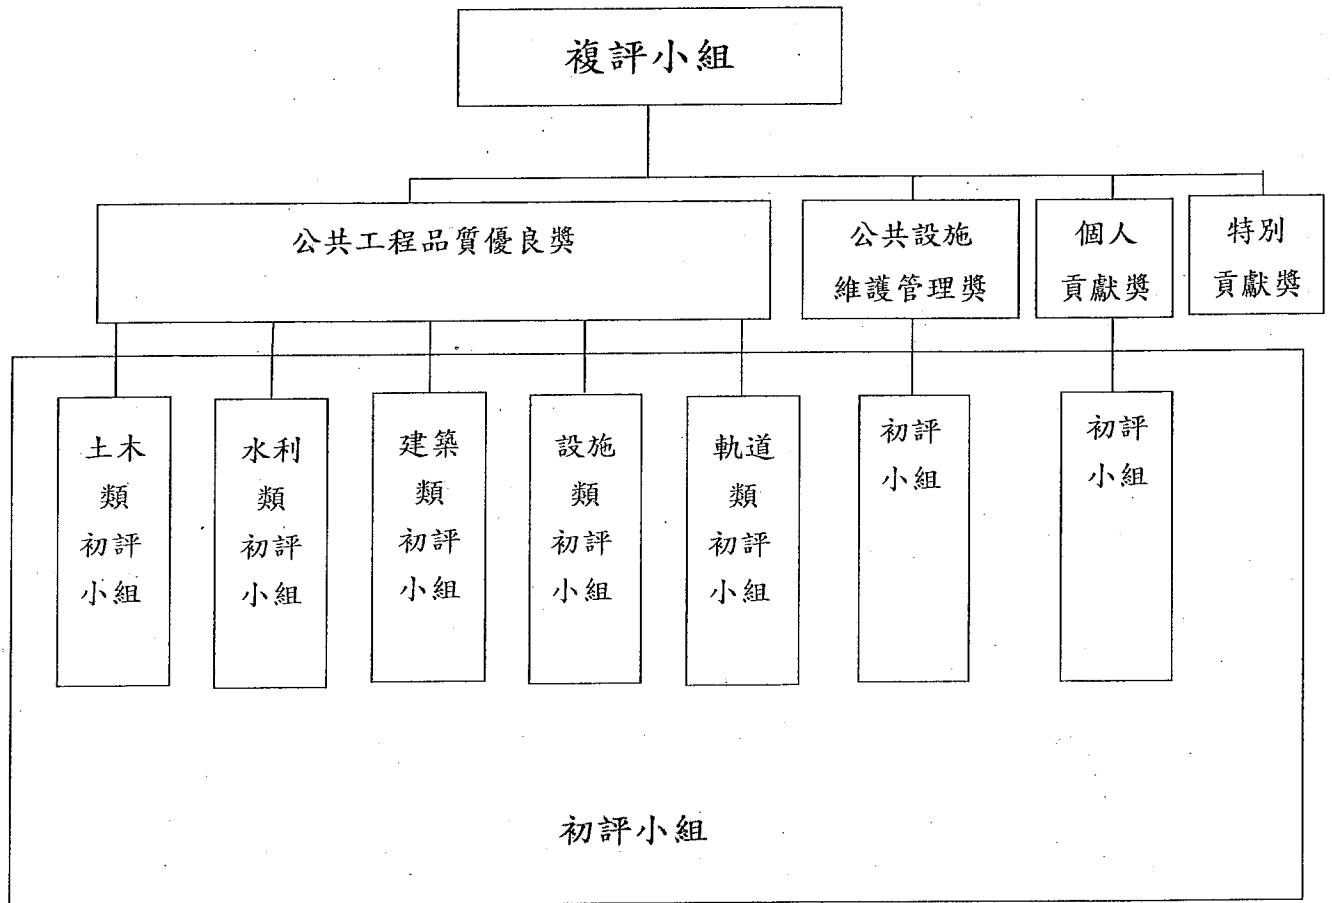 複評小組
公共工程品質優良獎
公共設施
維護管理獎
個人
貢獻獎
特別
貢獻獎
土木
類
初評
小組
水利
類
初評
小組
建築
類
初評
小組
設施
類
初評
小組
軌道
類
初評
小組
初評
小組
初評
小組
初評小組